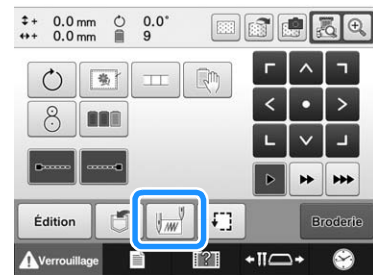 + 0.0 mm 0.0°
+ 0.0 mm 9
Édition
Broderie
Verrouillage